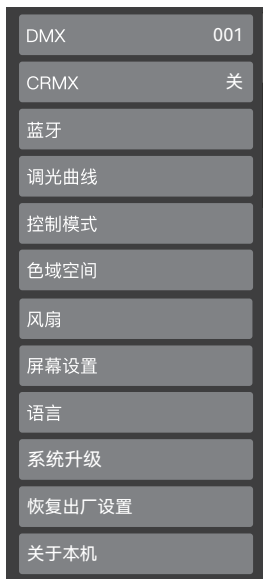 DMX 001
CRMX 关
蓝牙
调光曲线
控制模式
色域空间
风扇
屏幕设置
语言
系统升级
恢复出厂设置
关于本机